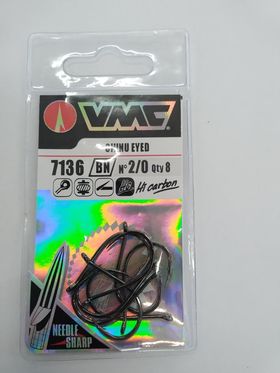 VMC®
CHINU EYED
7136 BN N°2/0 Qty 8
Hi carbon
NEEDLE
SHARP